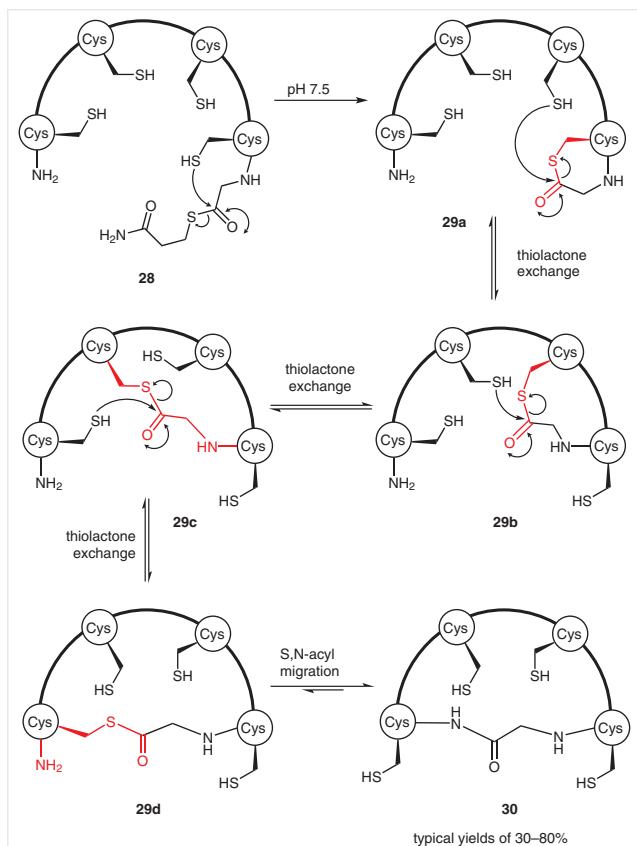 Cys
Cys
SH
SH
Cys
SH
NH2
Cys
HS
NH
O
H2N
S
O
28
pH 7.5
Cys
Cys
SH
SH
Cys
SH
NH2
Cys
S
O
NH
29a
thiolactone
exchange
Cys
HS
Cys
S
Cys
SH
O
HN
Cys
NH2
HS
29c
thiolactone
exchange
Cys
Cys
SH
S
Cys
SH
O
HN
Cys
NH2
HS
29b
thiolactone
exchange
Cys
Cys
HS
SH
Cys
S
N
H
Cys
NH2
O
HS
29d
S,N-acyl
migration
Cys
Cys
HS
SH
Cys
H
N
N
H
Cys
O
HS
HS
30
typical yields of 30–80%